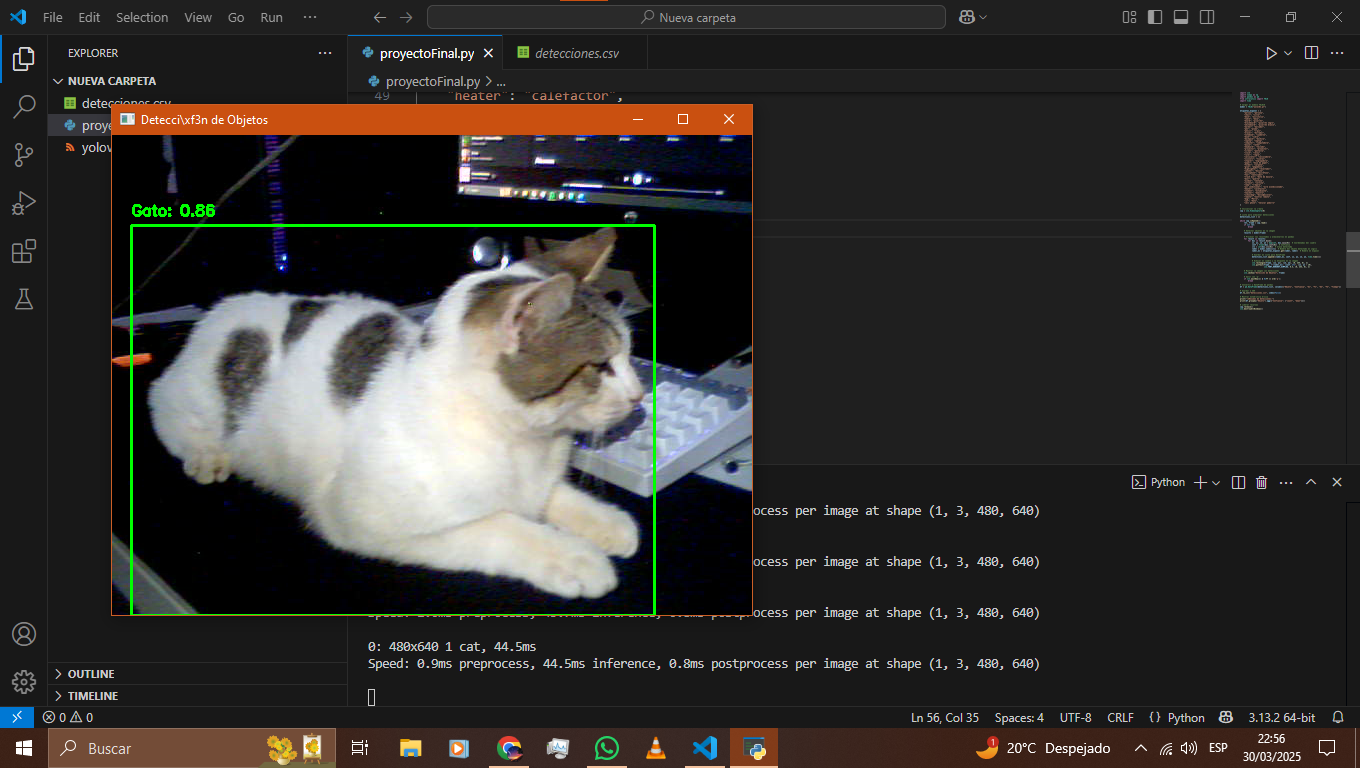 File Edit Selection View Go Run ···
Nueva carpeta
EXPLORER ···
NUEVA CARPETA
detecciones.csv
proye
yolov
proyectoFinal.py
detecciones.csv
proyectoFinal.py > ...
49 "heater": "calefactor",
Detecci\xf3n de Objetos
Gato: 0.86
Python
ocess per image at shape (1, 3, 480, 640)
ocess per image at shape (1, 3, 480, 640)
process per image at shape (1, 3, 480, 640)
0: 480x640 1 cat, 44.5ms
Speed: 0.9ms preprocess, 44.5ms inference, 0.8ms postprocess per image at shape (1, 3, 480, 640)
OUTLINE
TIMELINE
0 0
Ln 56, Col 35 Spaces: 4 UTF-8 CRLF {} Python 3.13.2 64-bit
Buscar
20°C Despejado
ESP
22:56
30/03/2025